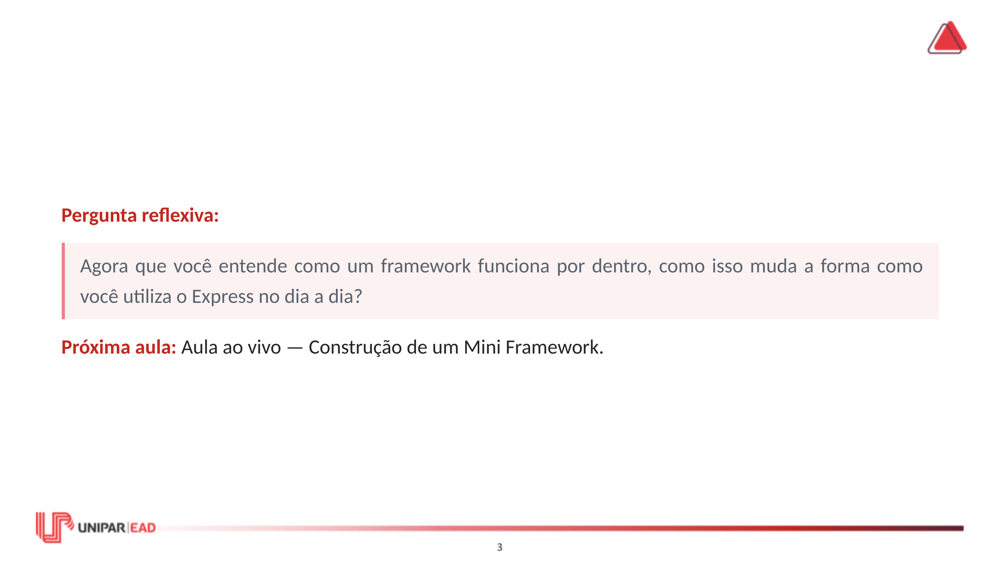 Pergunta reflexiva:
Agora que você entende como um framework funciona por dentro, como isso muda a forma como
você utiliza o Express no dia a dia?
Próxima aula: Aula ao vivo — Construção de um Mini Framework.
UNIPAR|EAD
3